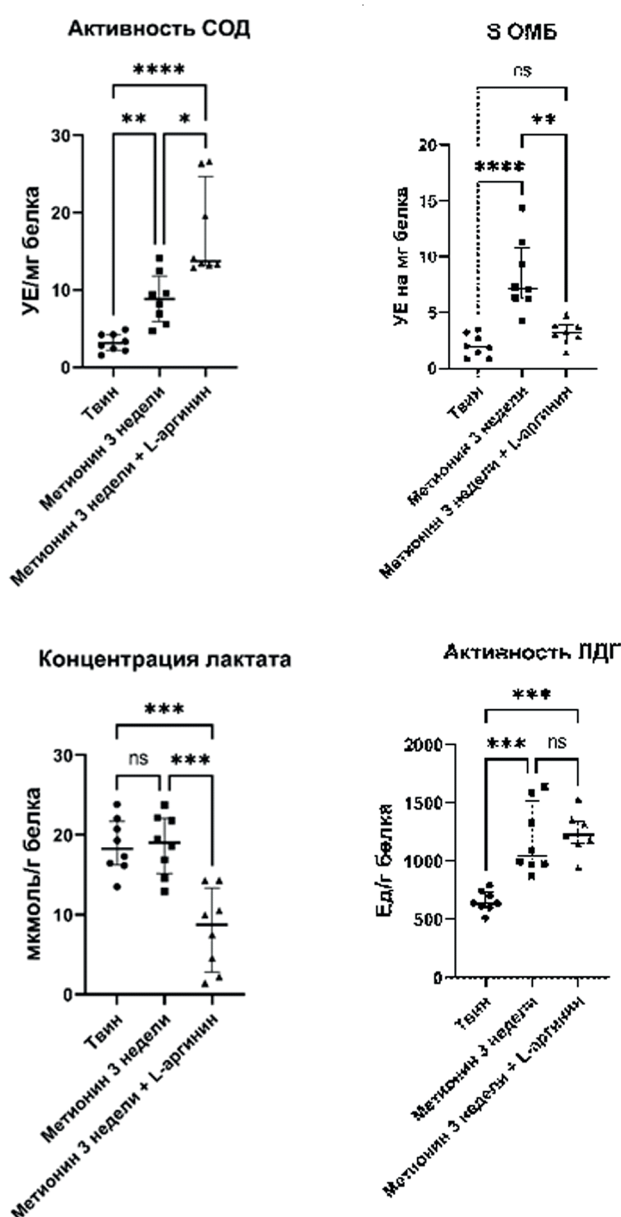 Активность СОД
****
**
*
30
20
10
0
УЕ/мг белка
Твин
Метионин 3 недели
Метионин 3 недели + L-аргинин
S ОМБ
ns
**
****
20
15
10
5
0
УЕ на мг белка
Твин
Метионин 3 недели
Метионин 3 недели + L-аргинин
Концентрация лактата
***
ns
***
30
20
10
0
мкмоль/г белка
Твин
Метионин 3 недели
Метионин 3 недели + L-аргинин
Активность ЛДГ
***
***
ns
2000
1500
1000
500
0
Ед/г белка
Твин
Метионин 3 недели
Метионин 3 недели + L-аргинин